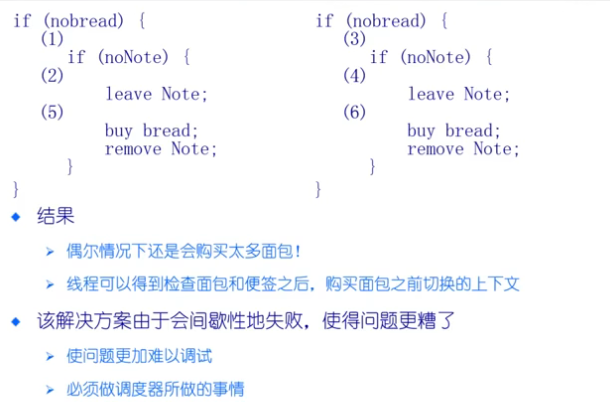 if (nobread) { if (nobread) {
(1) (3)
if (noNote) { if (noNote) {
(2) (4)
leave Note; leave Note;
(5) (6)
buy bread; buy bread;
remove Note; remove Note;
} }
} }
结果
偶尔情况下还是会购买太多面包！
线程可以得到检查面包和便签之后，购买面包之前切换的上下文
该解决方案由于会间歇性地失败，使得问题更糟了
使问题更加难以调试
必须做调度器所做的事情